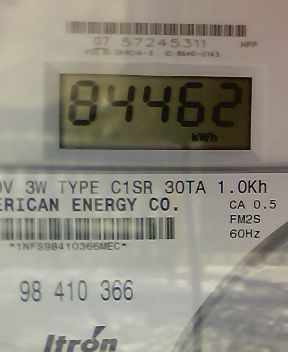 07 57245311 HPP
84462
kWh
0V 3W TYPE C1SR 30TA 1.0Kh
ERICAN ENERGY CO. CA 0.5
FM2S
*1NFS98410366MEC* 60Hz
98 410 366
Itron